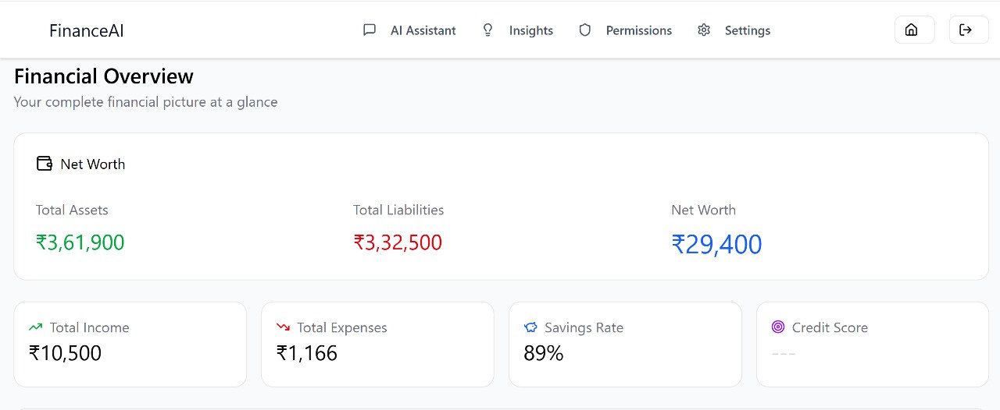 FinanceAI
AI Assistant
Insights
Permissions
Settings
Financial Overview
Your complete financial picture at a glance
Net Worth
Total Assets
₹3,61,900
Total Liabilities
₹3,32,500
Net Worth
₹29,400
Total Income
₹10,500
Total Expenses
₹1,166
Savings Rate
89%
Credit Score
---